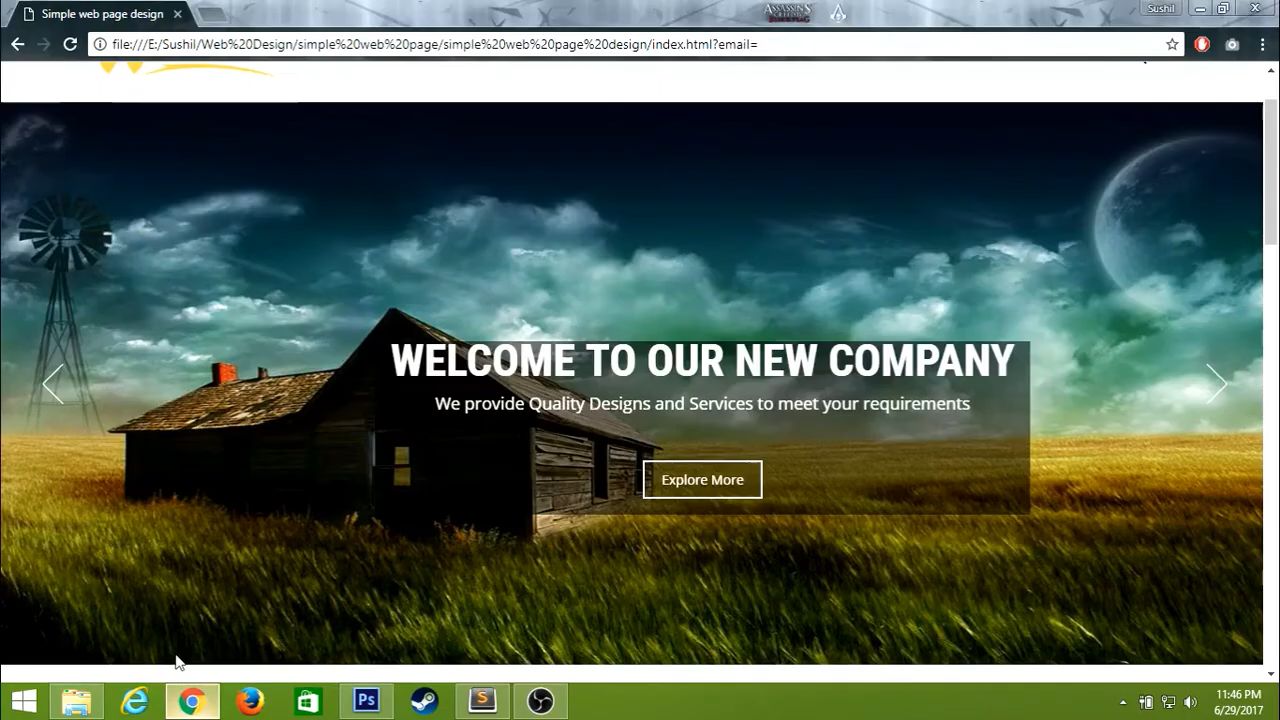 Simple web page design
ASSASSIN'S
Sushil
file:///E:/Sushil/Web%20Design/simple%20web%20page/simple%20web%20page%20design/index.html?email=
WELCOME TO OUR NEW COMPANY
We provide Quality Designs and Services to meet your requirements
Explore More
Ps
S
11:46 PM
6/29/2017